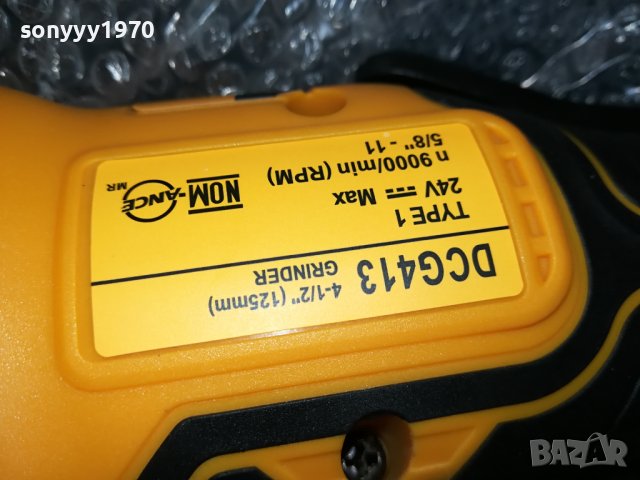 sonyyy1970
DCG413 4-1/2" (125mm)
GRINDER
TYPE 1
24V Max
n 9000/min (RPM)
5/8" - 11
NOM -ANCE
MR
BAZAR